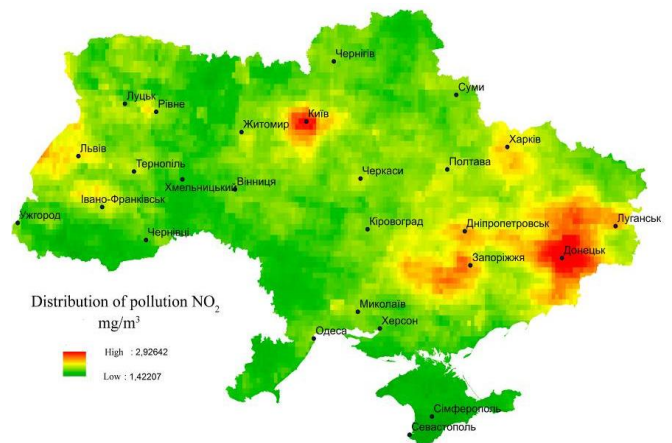 Чернігів
Суми
Луцьк
Рівне
Київ
Житомир
Харків
Львів
Полтава
Тернопіль
Черкаси
Хмельницький
Вінниця
Івано-Франківськ
Ужгород
Луганськ
Кіровоград
Дніпропетровськ
Чернівці
Донецьк
Запоріжжя
Distribution of pollution NO₂
mg/m³
Миколаїв
Херсон
Одеса
High : 2,92642
Low : 1,42207
Сімферополь
Севастополь